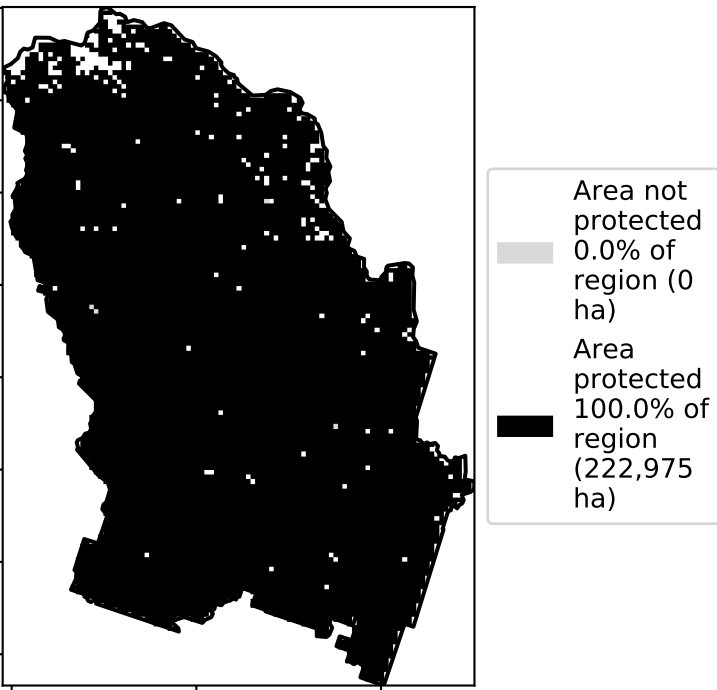 Area not
protected
0.0% of
region (0
ha)
Area
protected
100.0% of
region
(222,975
ha)